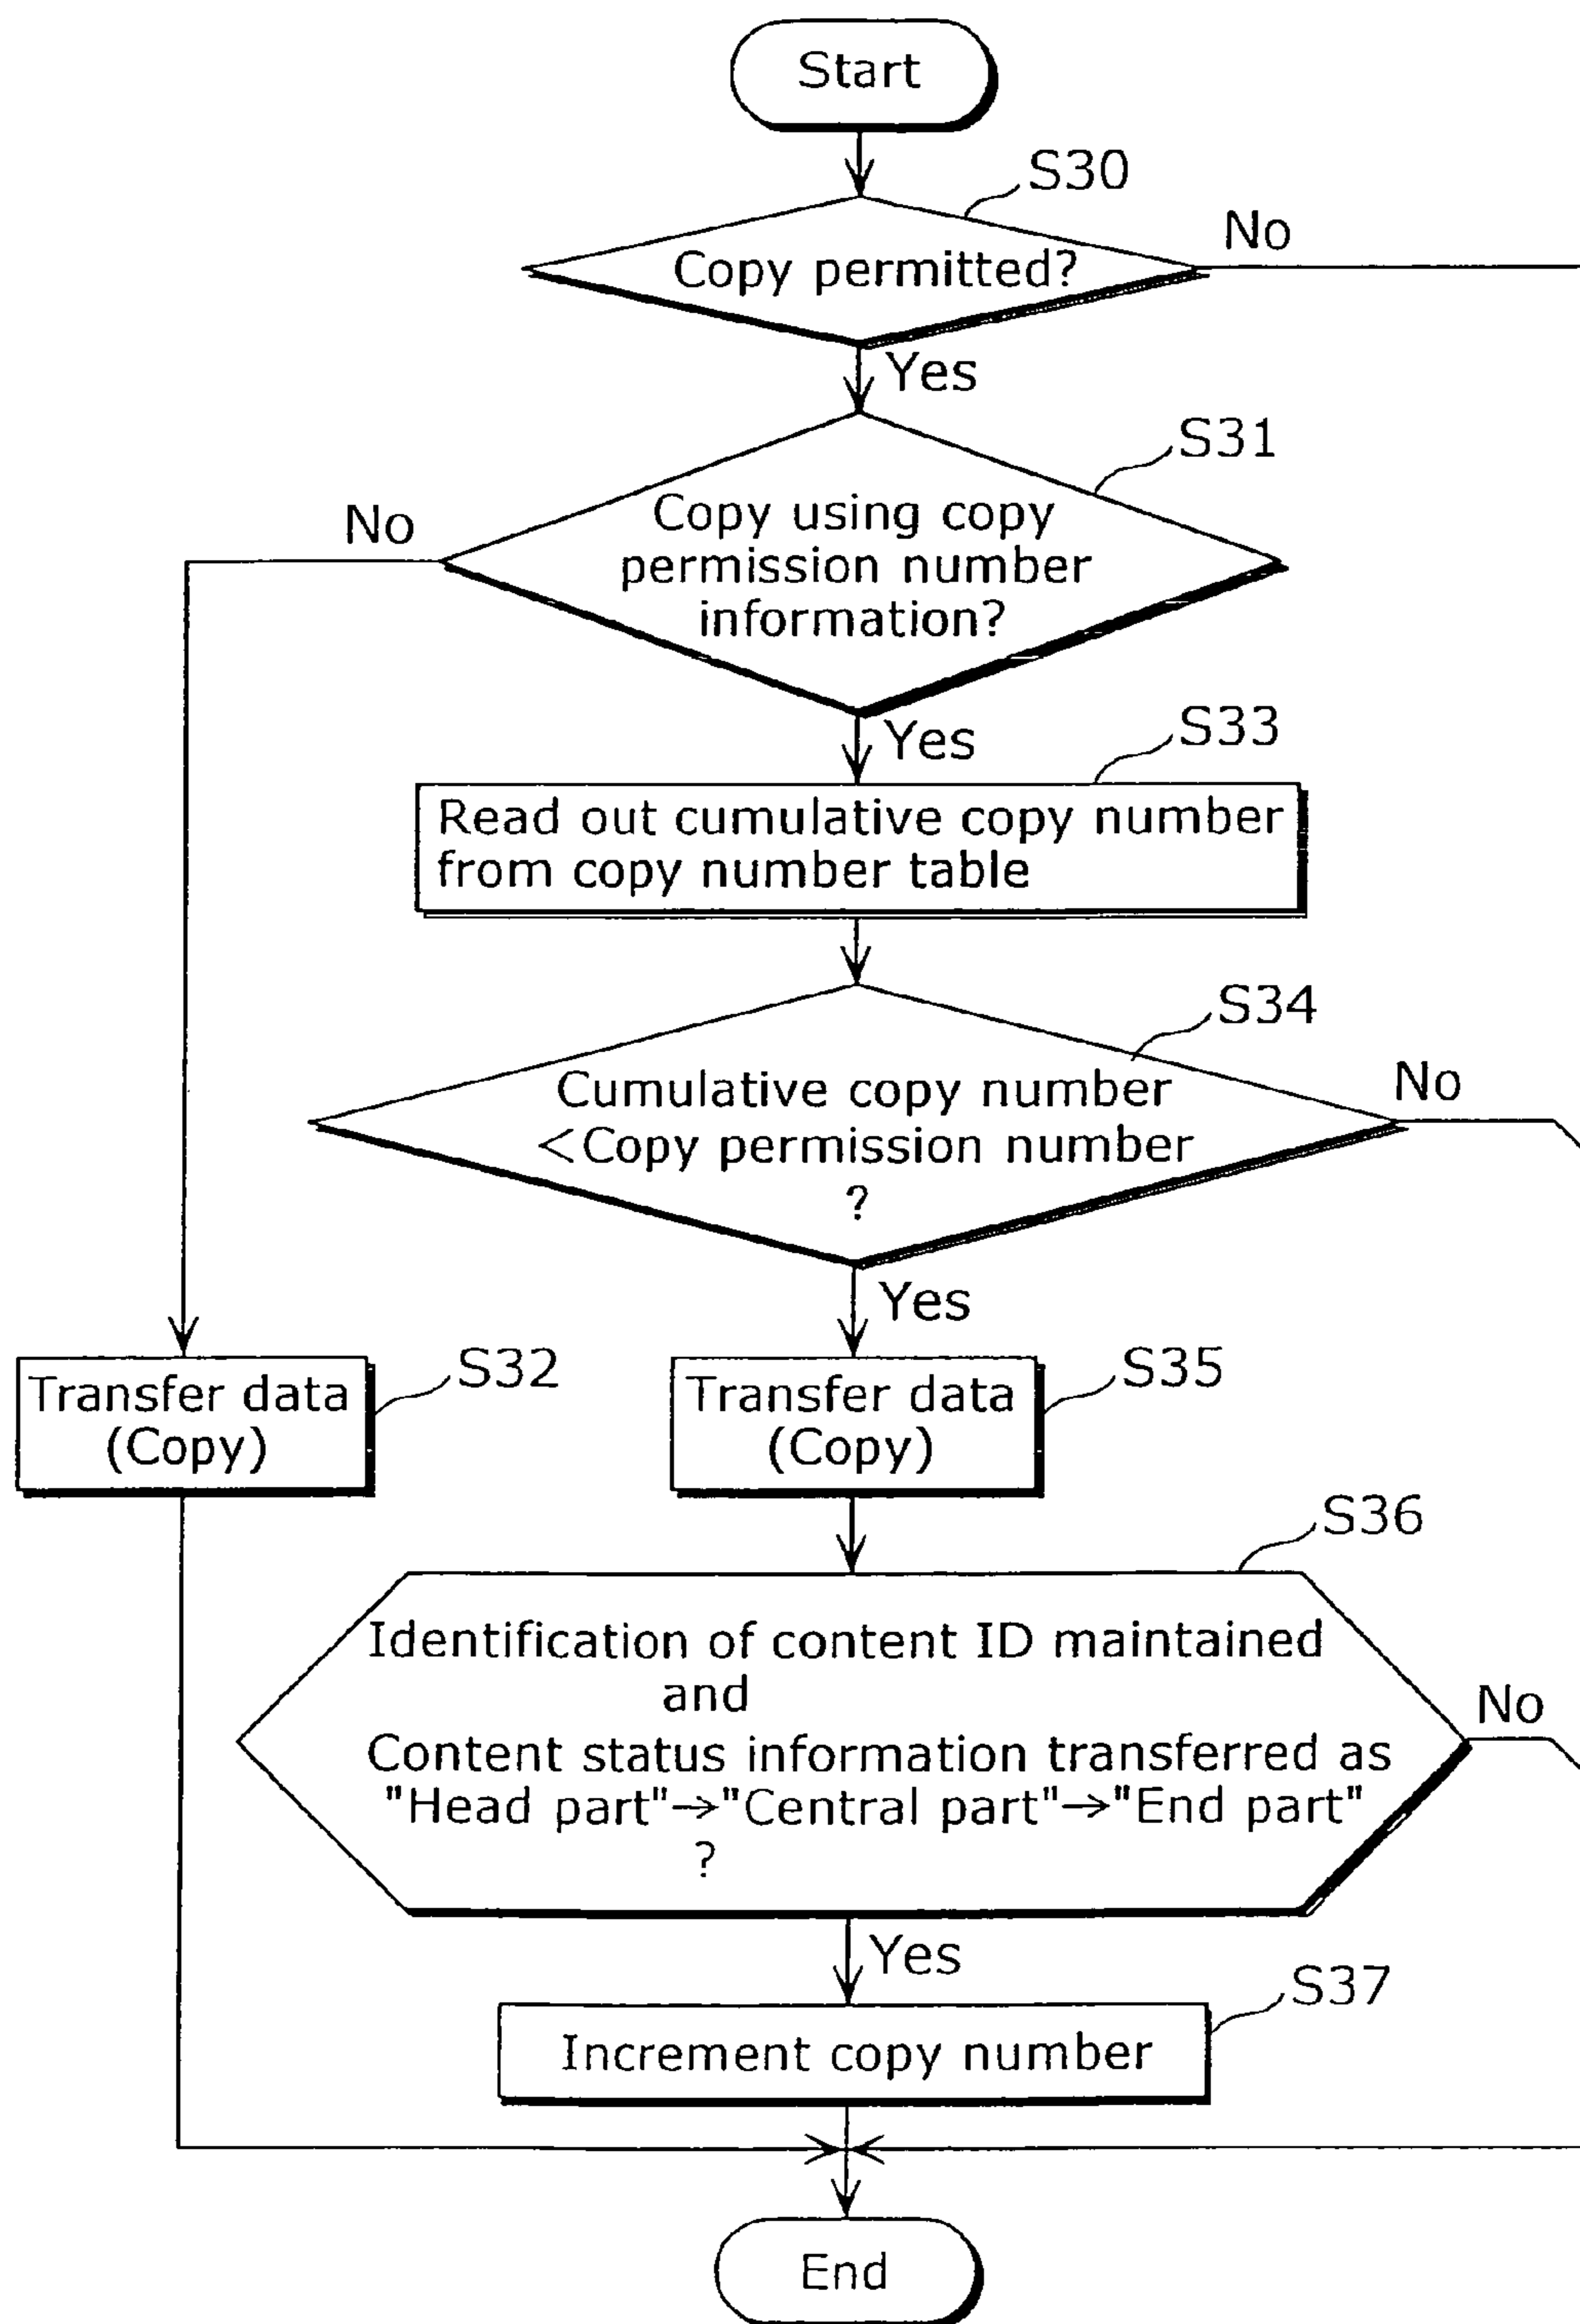 Start
S30
Copy permitted?
No
Yes
S31
Copy using copy
permission number
information?
No
Yes
S33
Read out cumulative copy number
from copy number table
S34
Cumulative copy number
<Copy permission number
?
No
Yes
Transfer data
(Copy)
S32
Transfer data
(Copy)
S35
S36
Identification of content ID maintained
and
Content status information transferred as
"Head part"→"Central part"→"End part"
?
No
Yes
S37
Increment copy number
End